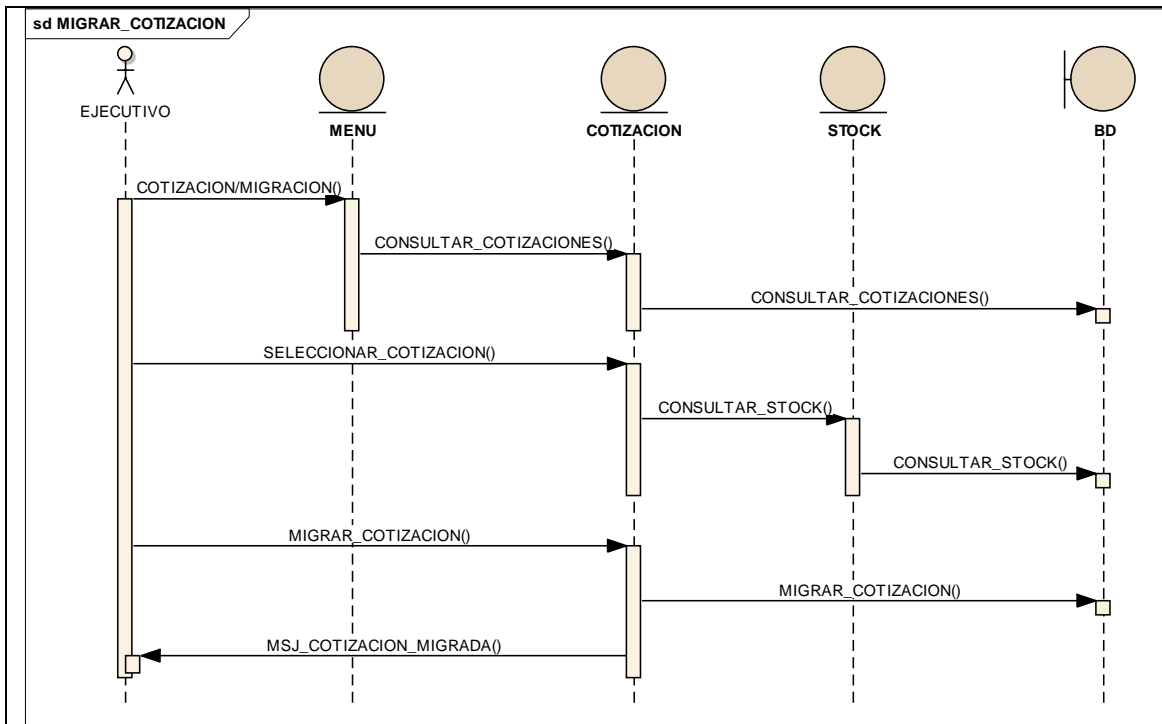 sd MIGRAR_COTIZACION
EJECUTIVO
MENU
COTIZACION
STOCK
BD
COTIZACION/MIGRACION()
CONSULTAR_COTIZACIONES()
CONSULTAR_COTIZACIONES()
SELECCIONAR_COTIZACION()
CONSULTAR_STOCK()
CONSULTAR_STOCK()
MIGRAR_COTIZACION()
MIGRAR_COTIZACION()
MSJ_COTIZACION_MIGRADA()